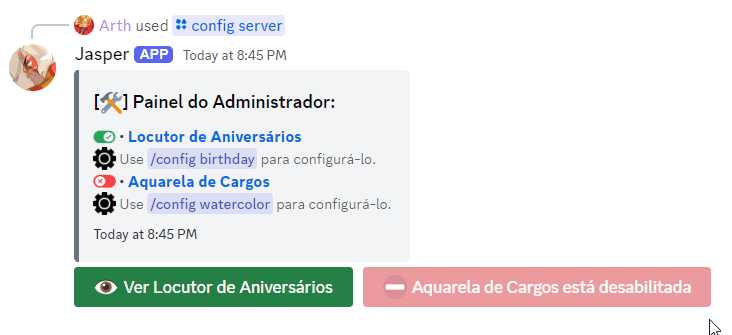 Arth used config server
Jasper APP Today at 8:45 PM
[🛠️] Painel do Administrador:
• Locutor de Aniversários
Use /config birthday para configurá-lo.
• Aquarela de Cargos
Use /config watercolor para configurá-lo.
Today at 8:45 PM
Ver Locutor de Aniversários
Aquarela de Cargos está desabilitada